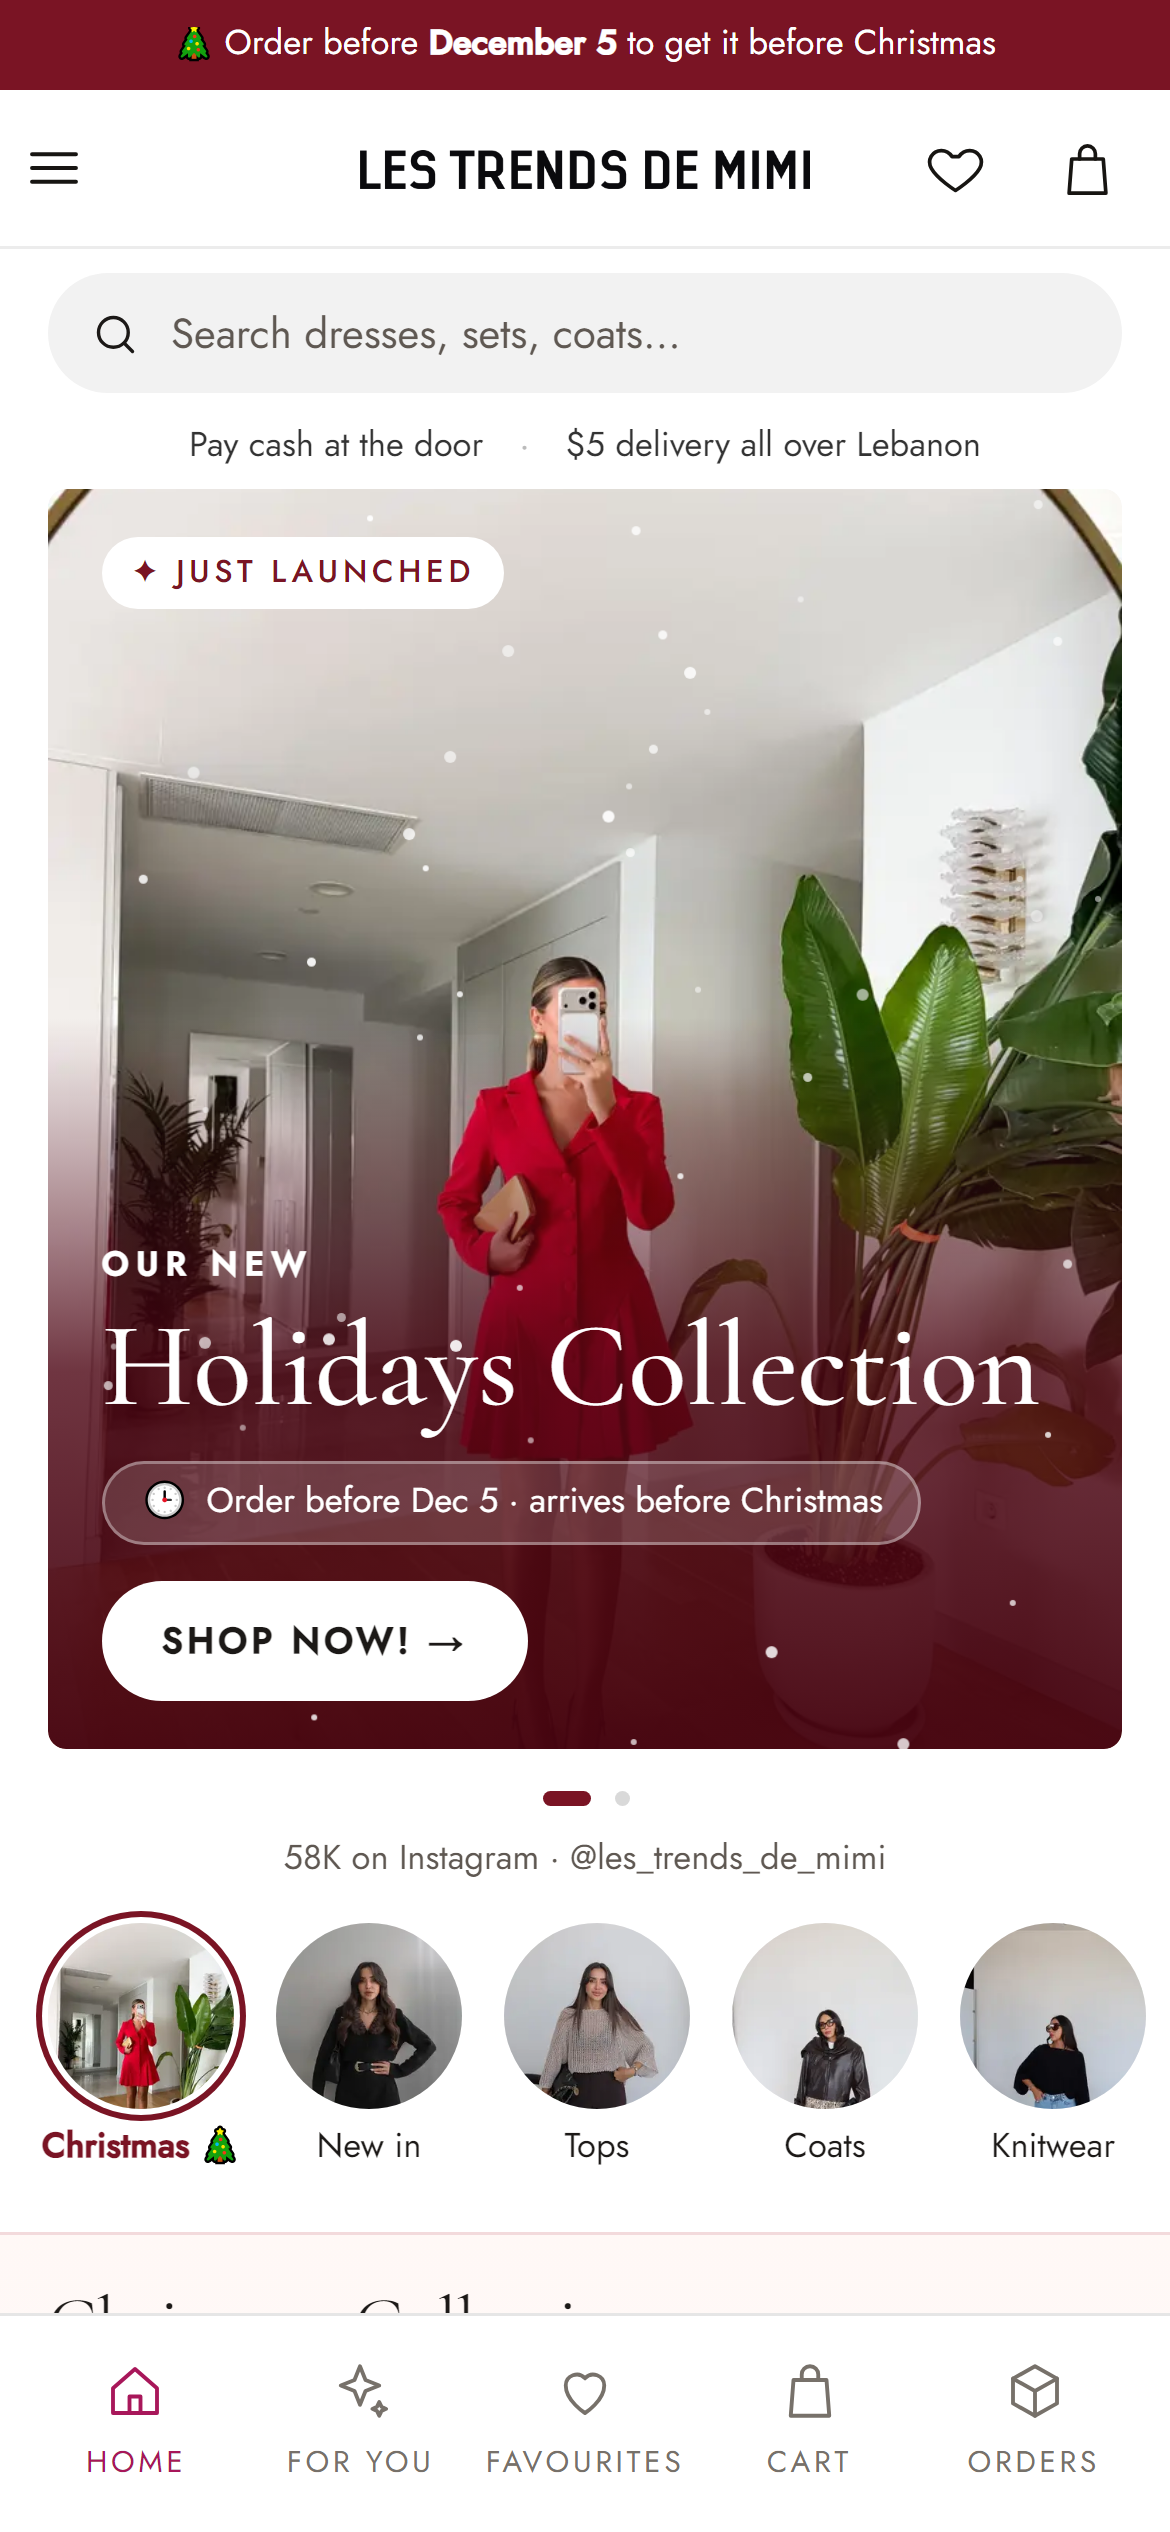 🎄 Order before December 5 to get it before Christmas
LES TRENDS DE MIMI
Search dresses, sets, coats...
Pay cash at the door · $5 delivery all over Lebanon
✦ JUST LAUNCHED
OUR NEW
Holidays Collection
🕒 Order before Dec 5 · arrives before Christmas
SHOP NOW! →
58K on Instagram · @les_trends_de_mimi
Christmas 🎄
New in
Tops
Coats
Knitwear
HOME
FOR YOU
FAVOURITES
CART
ORDERS